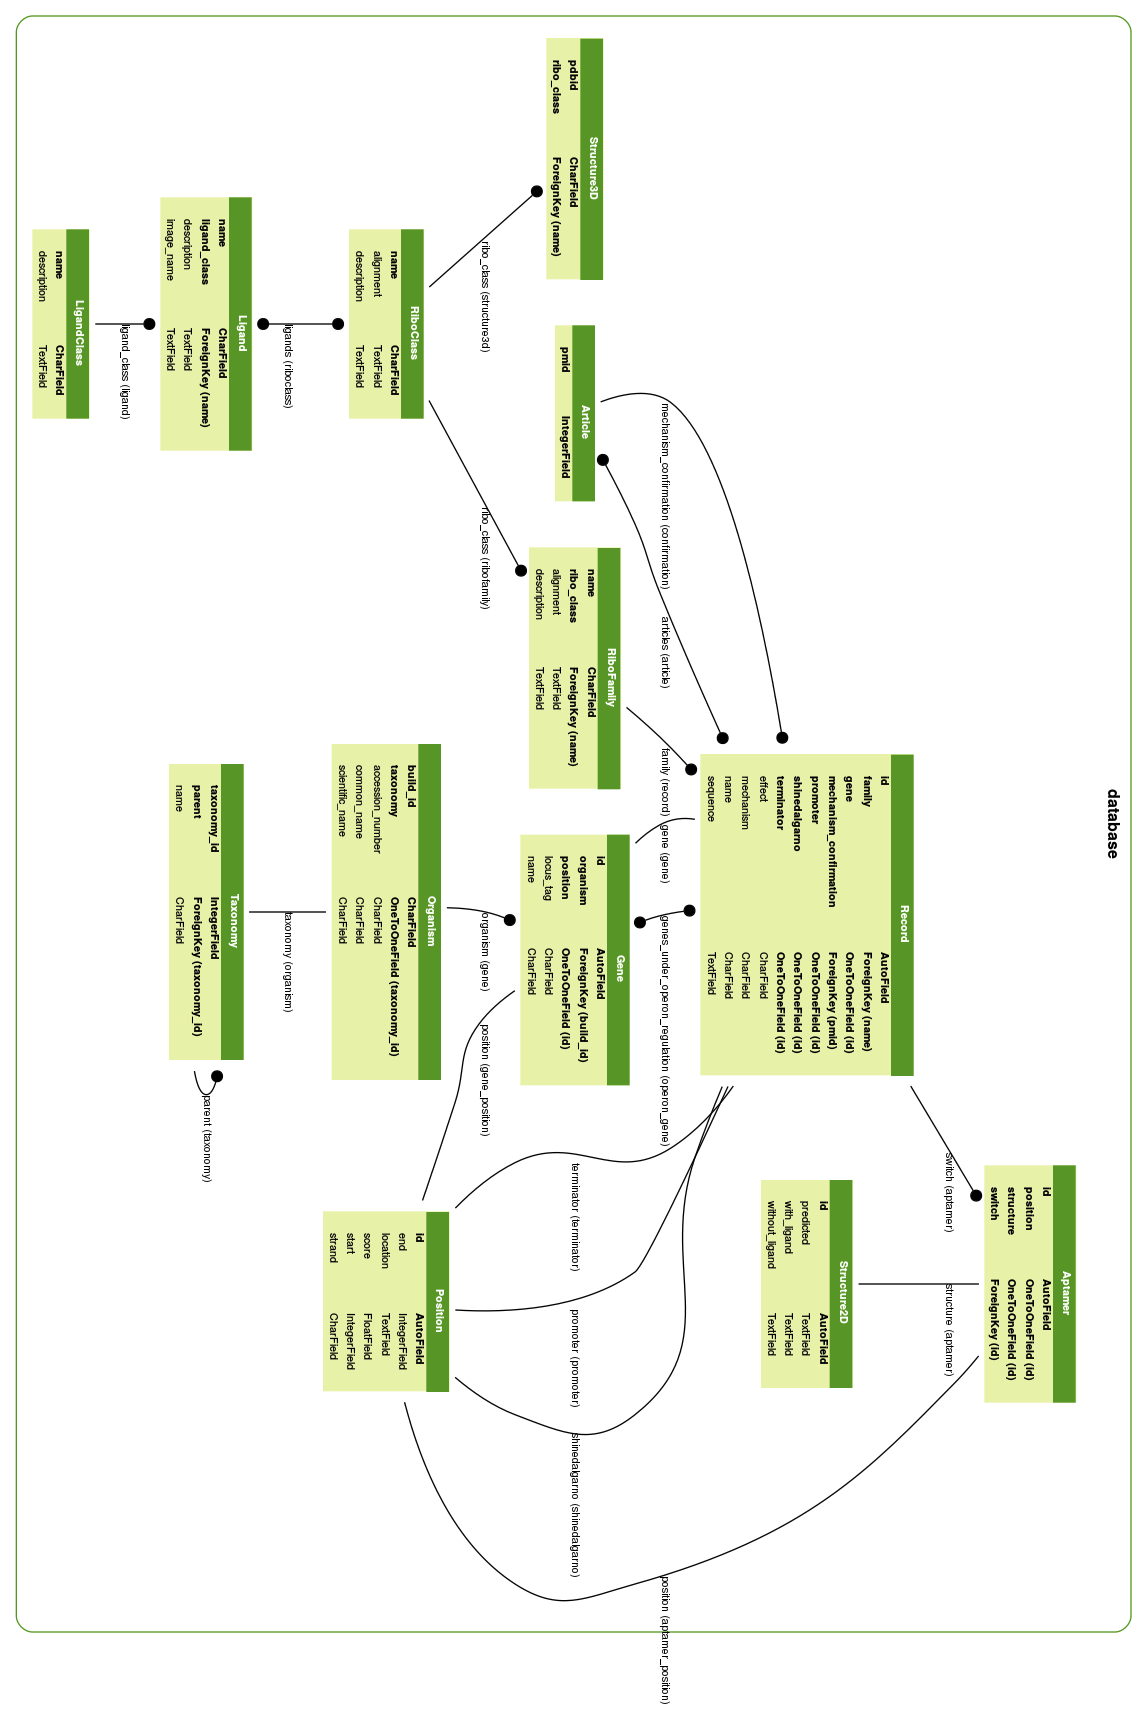 database
Aptamer
id AutoField
position OneToOneField (id)
structure OneToOneField (id)
switch ForeignKey (id)
switch (aptamer)
structure (aptamer)
Record
id AutoField
family ForeignKey (name)
gene OneToOneField (id)
mechanism_confirmation ForeignKey (pmid)
promoter OneToOneField (id)
shinedalgarno OneToOneField (id)
terminator OneToOneField (id)
effect CharField
mechanism CharField
name CharField
sequence TextField
Structure2D
id AutoField
predicted TextField
with_ligand TextField
without_ligand TextField
mechanism_confirmation (confirmation)
articles (article)
family (record)
gene (gene)
genes_under_operon_regulation (operon_gene)
position (aptamer_position)
Structure3D
pdbid CharField
ribo_class ForeignKey (name)
Article
pmid IntegerField
RiboFamily
name CharField
ribo_class ForeignKey (name)
alignment TextField
description TextField
Gene
id AutoField
organism ForeignKey (build_id)
position OneToOneField (id)
locus_tag CharField
name CharField
terminator (terminator)
promoter (promoter)
shinedalgarno (shinedalgarno)
ribo_class (structure3d)
ribo_class (ribofamily)
organism (gene)
position (gene_position)
RiboClass
name CharField
alignment TextField
description TextField
Organism
build_id CharField
taxonomy OneToOneField (taxonomy_id)
accession_number CharField
common_name CharField
scientific_name CharField
Position
id AutoField
end IntegerField
location TextField
score FloatField
start IntegerField
strand CharField
ligands (riboclass)
taxonomy (organism)
Ligand
name CharField
ligand_class ForeignKey (name)
description TextField
image_name TextField
Taxonomy
taxonomy_id IntegerField
parent ForeignKey (taxonomy_id)
name CharField
parent (taxonomy)
ligand_class (ligand)
LigandClass
name CharField
description TextField